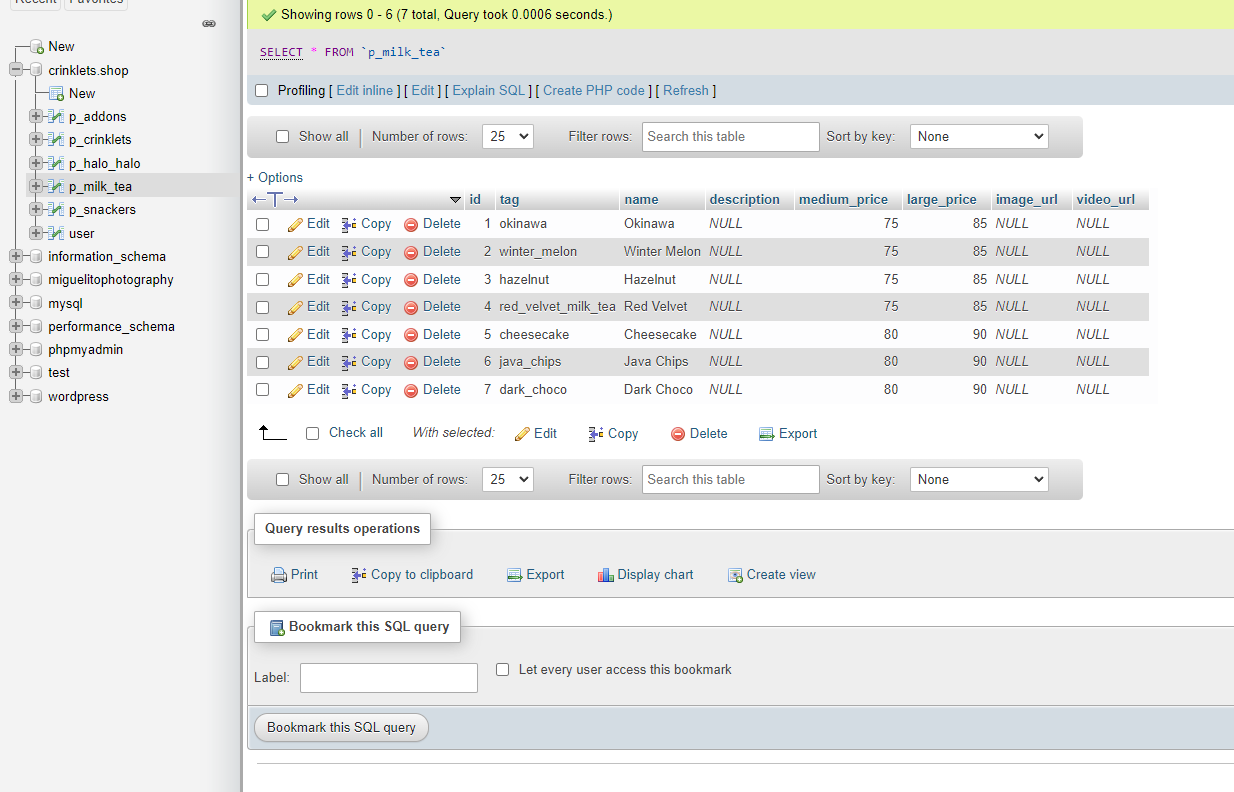 Recent Favorites
New
crinklets.shop
New
p_addons
p_crinklets
p_halo_halo
p_milk_tea
p_snackers
user
information_schema
miguelitophotography
mysql
performance_schema
phpmyadmin
test
wordpress
Showing rows 0 - 6 (7 total, Query took 0.0006 seconds.)
SELECT * FROM `p_milk_tea`
Profiling [ Edit inline ] [ Edit ] [ Explain SQL ] [ Create PHP code ] [ Refresh ]
Show all | Number of rows: 25 Filter rows: Search this table Sort by key: None
+ Options
←T→ id tag name description medium_price large_price image_url video_url
Edit Copy Delete 1 okinawa Okinawa NULL 75 85 NULL NULL
Edit Copy Delete 2 winter_melon Winter Melon NULL 75 85 NULL NULL
Edit Copy Delete 3 hazelnut Hazelnut NULL 75 85 NULL NULL
Edit Copy Delete 4 red_velvet_milk_tea Red Velvet NULL 75 85 NULL NULL
Edit Copy Delete 5 cheesecake Cheesecake NULL 80 90 NULL NULL
Edit Copy Delete 6 java_chips Java Chips NULL 80 90 NULL NULL
Edit Copy Delete 7 dark_choco Dark Choco NULL 80 90 NULL NULL
Check all With selected: Edit Copy Delete Export
Show all | Number of rows: 25 Filter rows: Search this table Sort by key: None
Query results operations
Print Copy to clipboard Export Display chart Create view
Bookmark this SQL query
Label: Let every user access this bookmark
Bookmark this SQL query